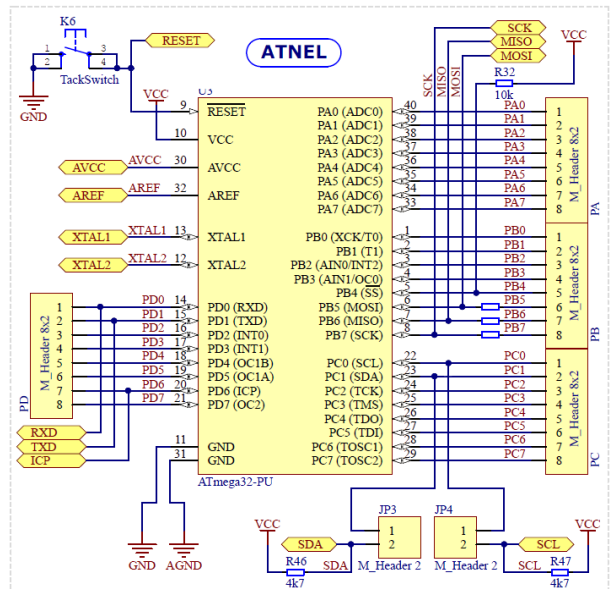 K6
1 3
2 4
TackSwitch
GND
RESET
ATNEL
SCK
MISO
MOSI
VCC
R32
10k
SCK
MISO
MOSI
VCC
U3
9 RESET
10 VCC
AVCC AVCC 30 AVCC
AREF AREF 32 AREF
XTAL1 XTAL1 13 XTAL1
XTAL2 XTAL2 12 XTAL2
PA0 (ADC0) 40 PA0 1
PA1 (ADC1) 39 PA1 2
PA2 (ADC2) 38 PA2 3
PA3 (ADC3) 37 PA3 4
PA4 (ADC4) 36 PA4 5
PA5 (ADC5) 35 PA5 6
PA6 (ADC6) 34 PA6 7
PA7 (ADC7) 33 PA7 8
M_Header 8x2
PA
PB0 (XCK/T0) 1 PB0 1
PB1 (T1) 2 PB1 2
PB2 (AIN0/INT2) 3 PB2 3
PB3 (AIN1/OC0) 4 PB3 4
PB4 (SS) 5 PB4 5
PB5 (MOSI) 6 PB5 6
PB6 (MISO) 7 PB6 7
PB7 (SCK) 8 PB7 8
M_Header 8x2
PB
1 PD0 14 PD0 (RXD)
2 PD1 15 PD1 (TXD)
3 PD2 16 PD2 (INT0)
4 PD3 17 PD3 (INT1)
5 PD4 18 PD4 (OC1B)
6 PD5 19 PD5 (OC1A)
7 PD6 20 PD6 (ICP)
8 PD7 21 PD7 (OC2)
M_Header 8x2
PD
RXD
TXD
ICP
PC0 (SCL) 22 PC0 1
PC1 (SDA) 23 PC1 2
PC2 (TCK) 24 PC2 3
PC3 (TMS) 25 PC3 4
PC4 (TDO) 26 PC4 5
PC5 (TDI) 27 PC5 6
PC6 (TOSC1) 28 PC6 7
PC7 (TOSC2) 29 PC7 8
M_Header 8x2
PC
11 GND
31 GND
ATmega32-PU
GND
AGND
JP3
1
2
M_Header 2
JP4
1
2
M_Header 2
VCC
SDA
R46
SDA
4k7
VCC
SCL
SCL
R47
4k7